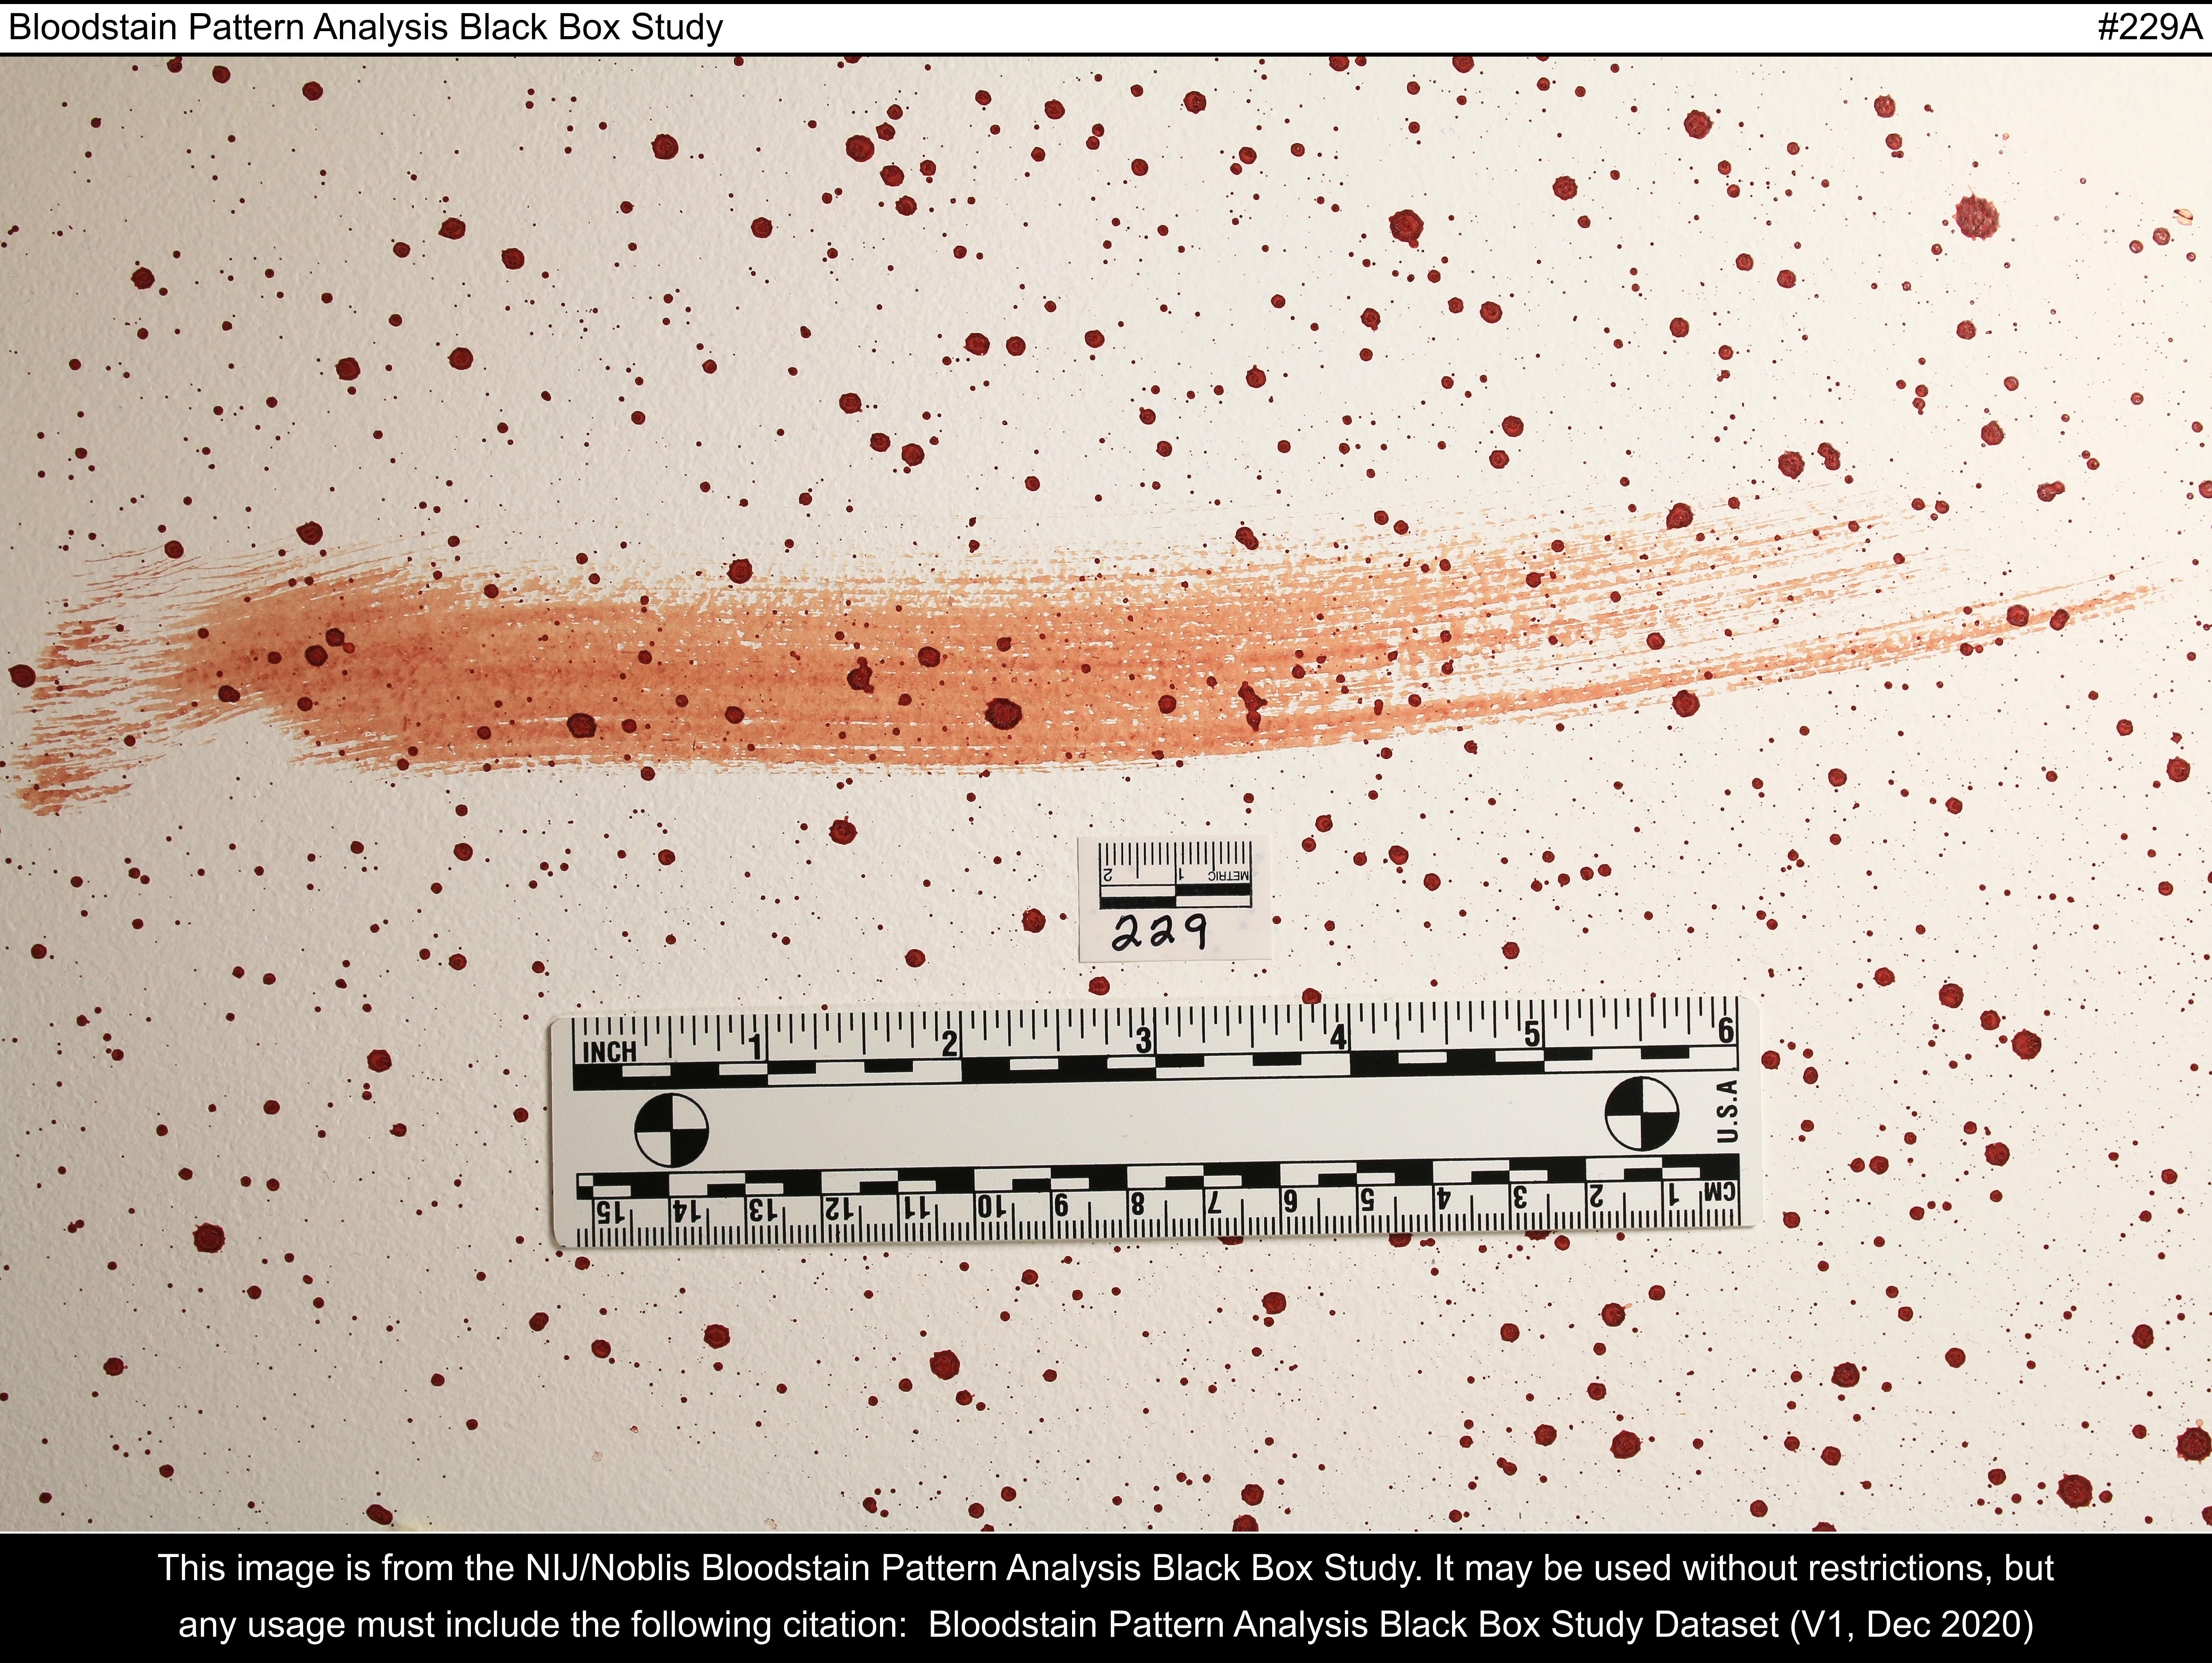 Bloodstain Pattern Analysis Black Box Study #229A
2 1 METRIC
229
1 2 3 4 5 6
INCH
U.S.A
15 14 13 12 11 10 9 8 7 6 5 4 3 2 1 CM
This image is from the NIJ/Noblis Bloodstain Pattern Analysis Black Box Study. It may be used without restrictions, but
any usage must include the following citation: Bloodstain Pattern Analysis Black Box Study Dataset (V1, Dec 2020)